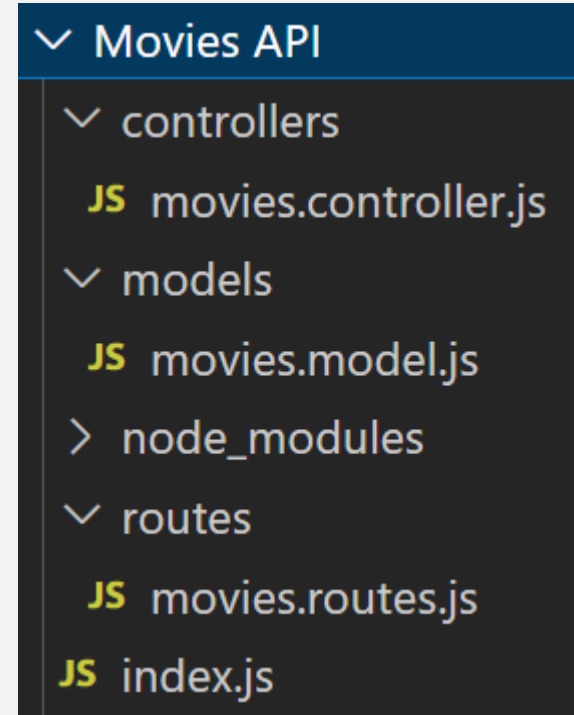 Movies API
controllers
JS movies.controller.js
models
JS movies.model.js
node_modules
routes
JS movies.routes.js
JS index.js